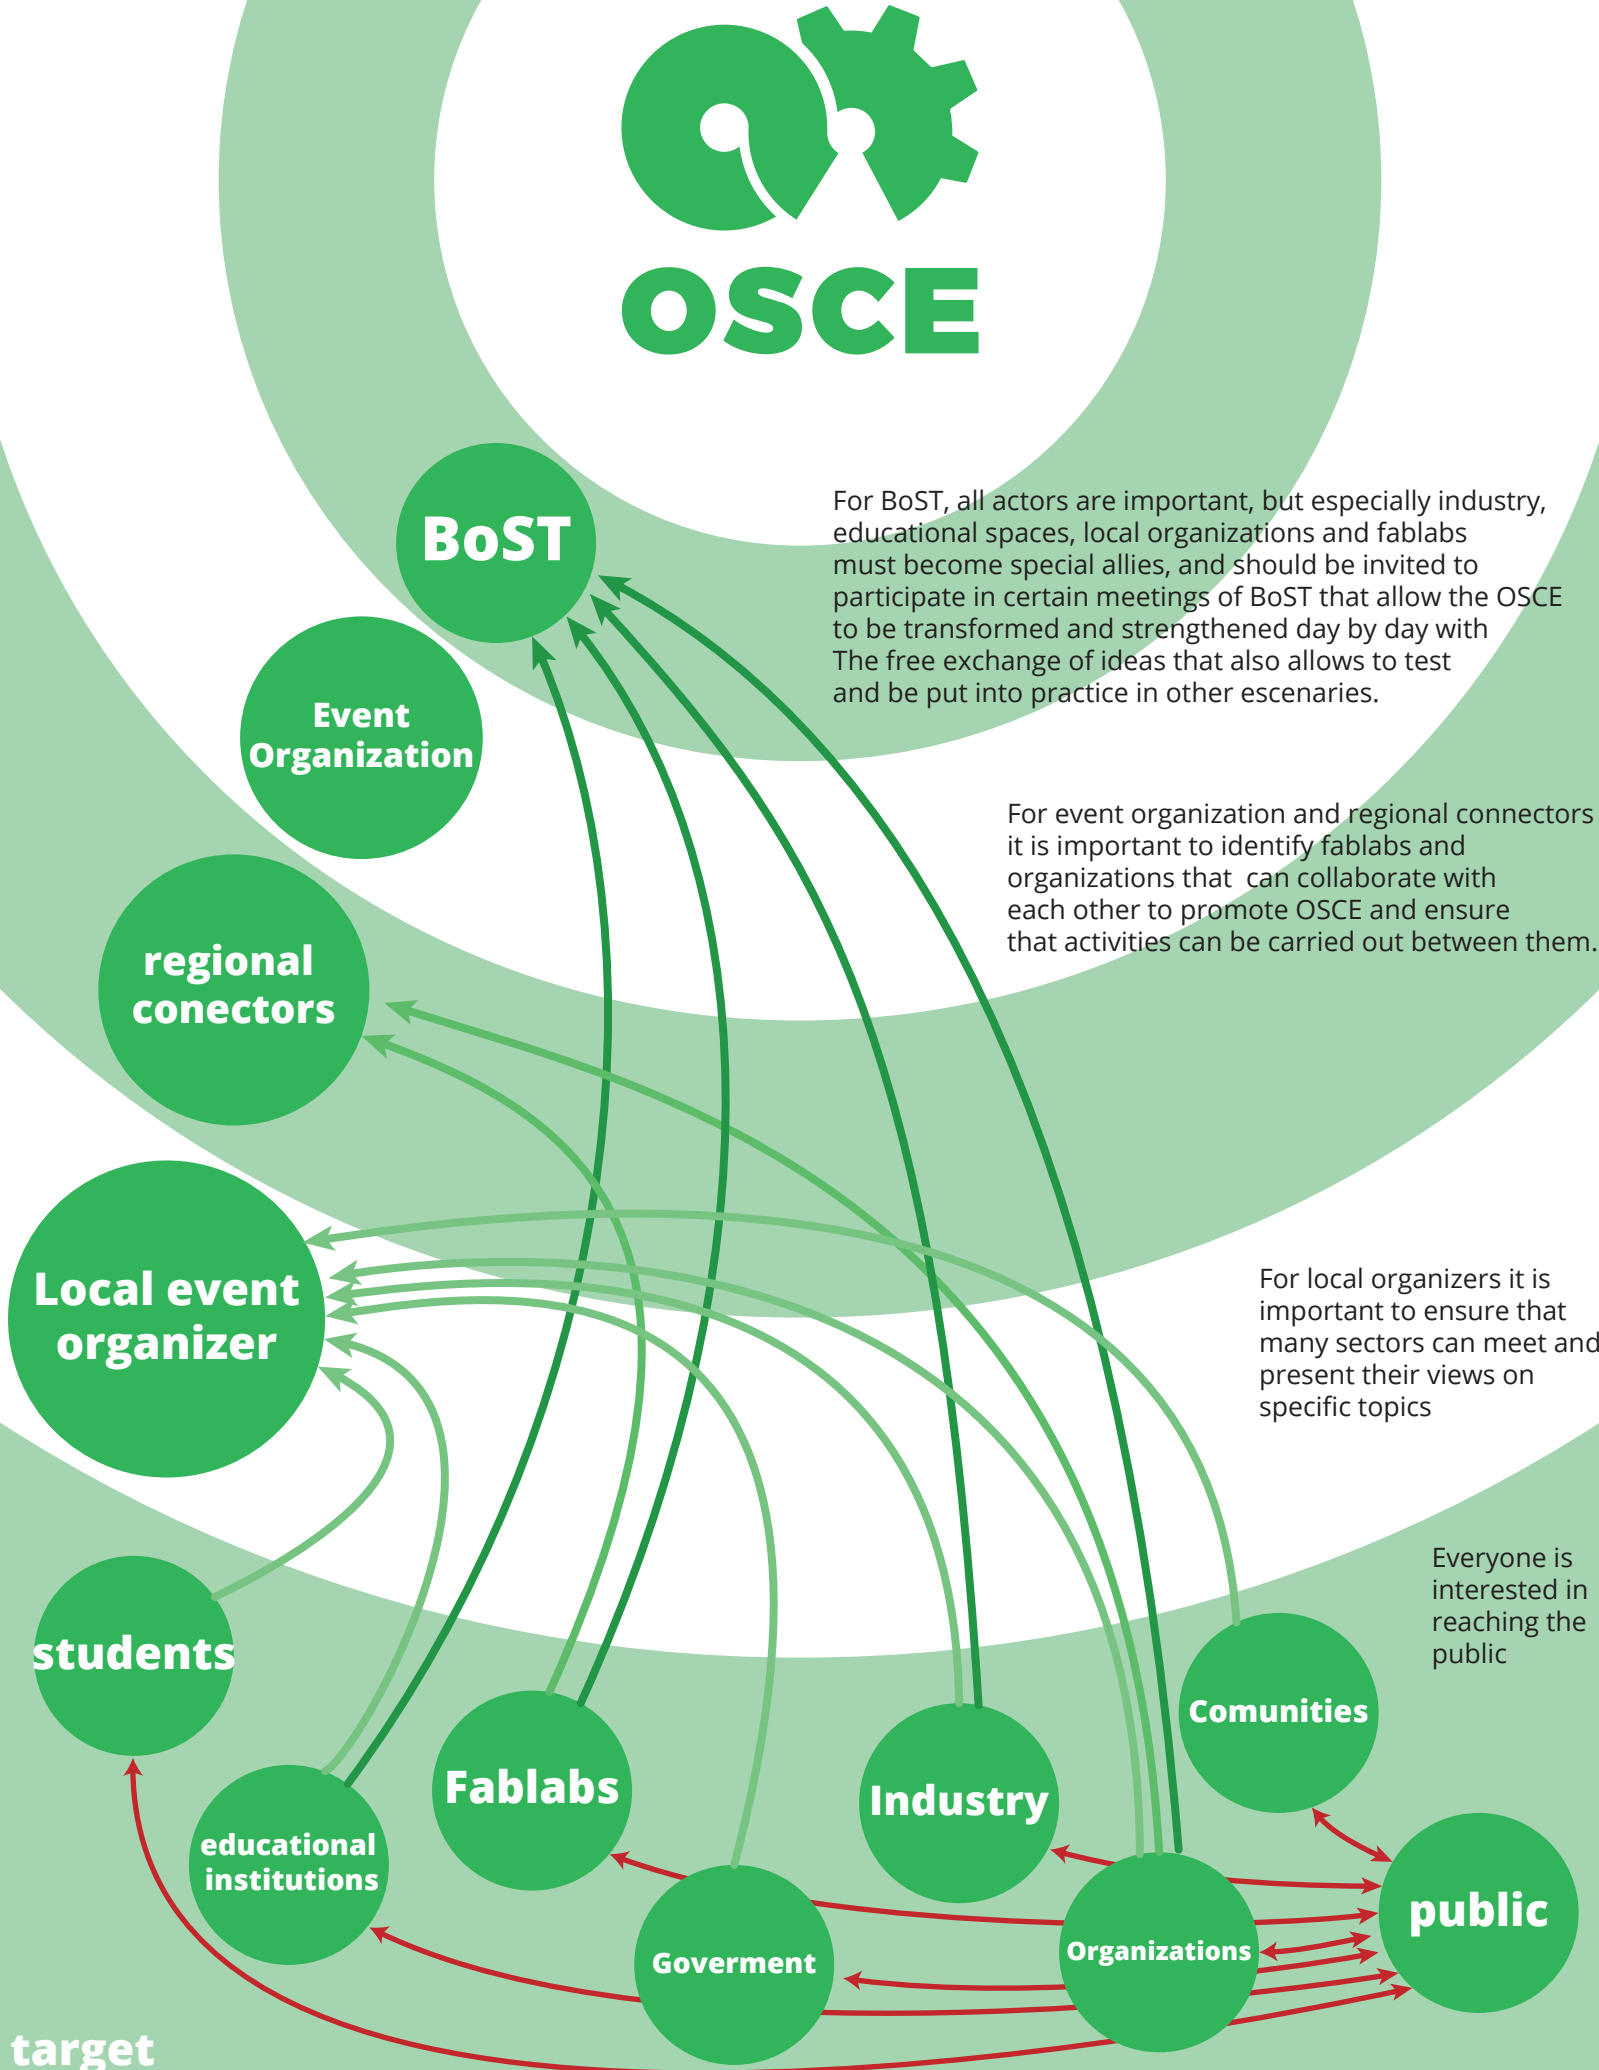 OSCE
BoST
For BoST, all actors are important, but especially industry,
educational spaces, local organizations and fablabs
must become special allies, and should be invited to
participate in certain meetings of BoST that allow the OSCE
to be transformed and strengthened day by day with
The free exchange of ideas that also allows to test
and be put into practice in other escenaries.
Event
Organization
For event organization and regional connectors
it is important to identify fablabs and
organizations that can collaborate with
each other to promote OSCE and ensure
that activities can be carried out between them.
regional
conectors
Local event
organizer
For local organizers it is
important to ensure that
many sectors can meet and
present their views on
specific topics
Everyone is
interested in
reaching the
public
students
Comunities
Fablabs
Industry
educational
institutions
public
Organizations
Goverment
target